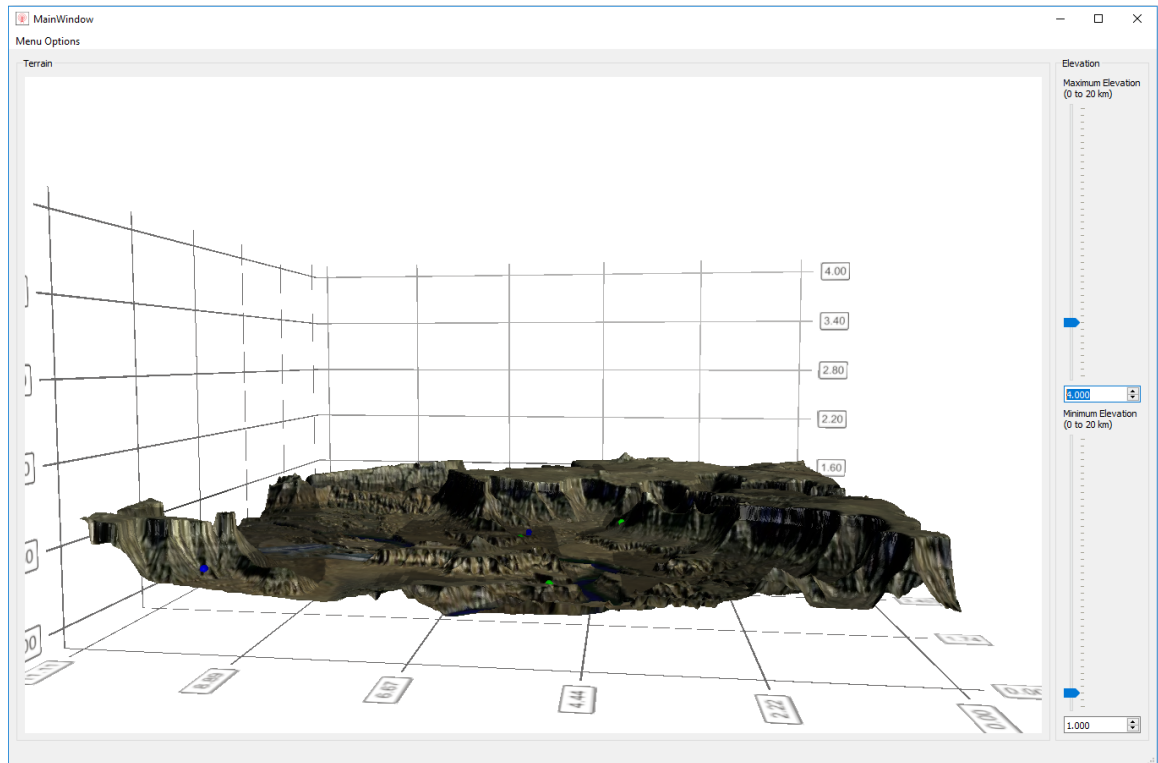 MainWindow
Menu Options
Terrain
Elevation
Maximum Elevation
(0 to 20 km)
4.000
Minimum Elevation
(0 to 20 km)
1.000
4.00
3.40
2.80
2.20
1.60
8.89
6.67
4.44
2.22
0.00